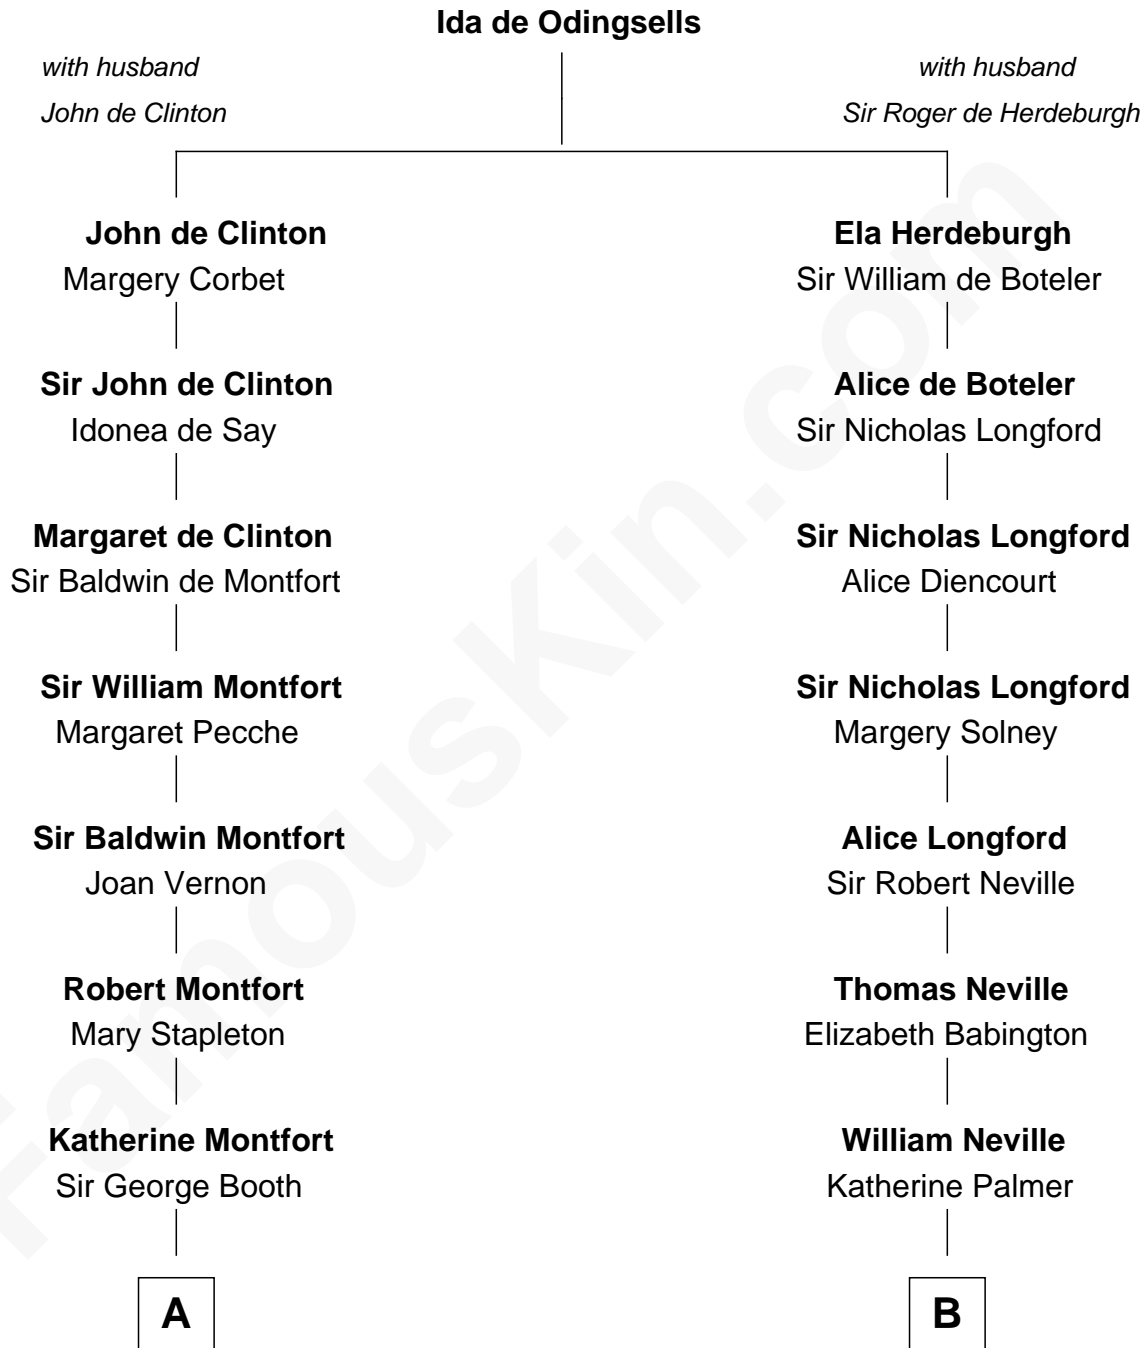 Ida de Odingsells
with husband
John de Clinton
with husband
Sir Roger de Herdeburgh
John de Clinton
Margery Corbet
Sir John de Clinton
Idonea de Say
Margaret de Clinton
Sir Baldwin de Montfort
Sir William Montfort
Margaret Pecche
Sir Baldwin Montfort
Joan Vernon
Robert Montfort
Mary Stapleton
Katherine Montfort
Sir George Booth
A
Ela Herdeburgh
Sir William de Boteler
Alice de Boteler
Sir Nicholas Longford
Sir Nicholas Longford
Alice Diencourt
Sir Nicholas Longford
Margery Solney
Alice Longford
Sir Robert Neville
Thomas Neville
Elizabeth Babington
William Neville
Katherine Palmer
B
FamousKin.com